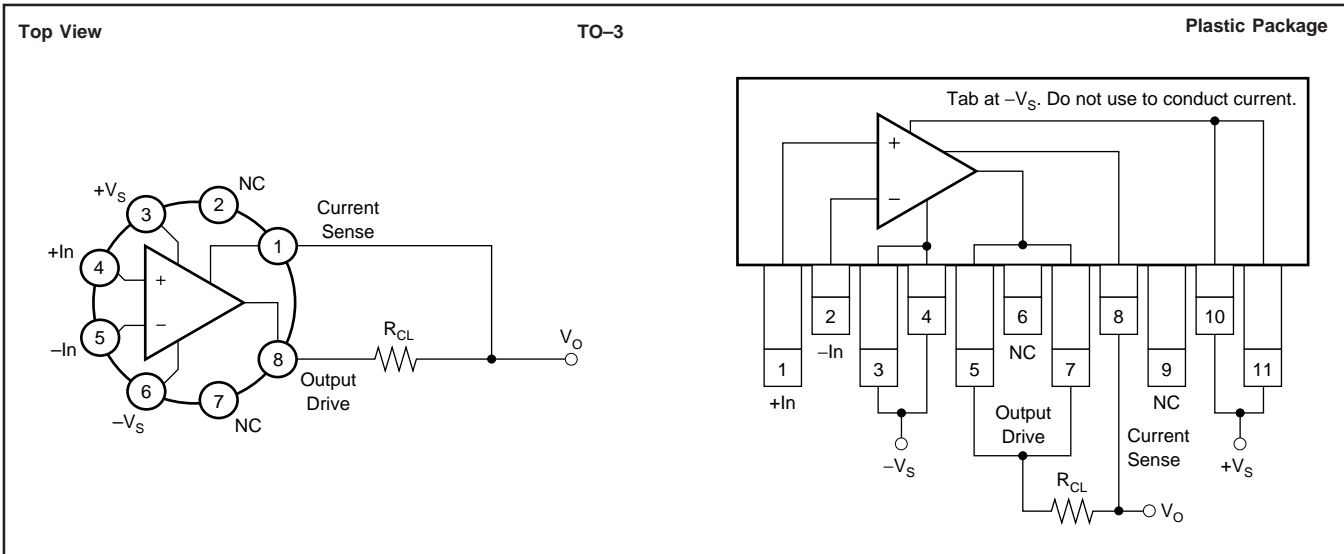 Top View
TO–3
Plastic Package
+VS
3
2
NC
Current
Sense
1
+In
4
+
–
5
–In
8
RCL
VO
Output
Drive
6
–VS
7
NC
Tab at –VS. Do not use to conduct current.
+
–
1
+In
2
–In
3
4
–VS
5
6
NC
7
Output
Drive
8
Current
Sense
9
NC
10
11
+VS
RCL
VO